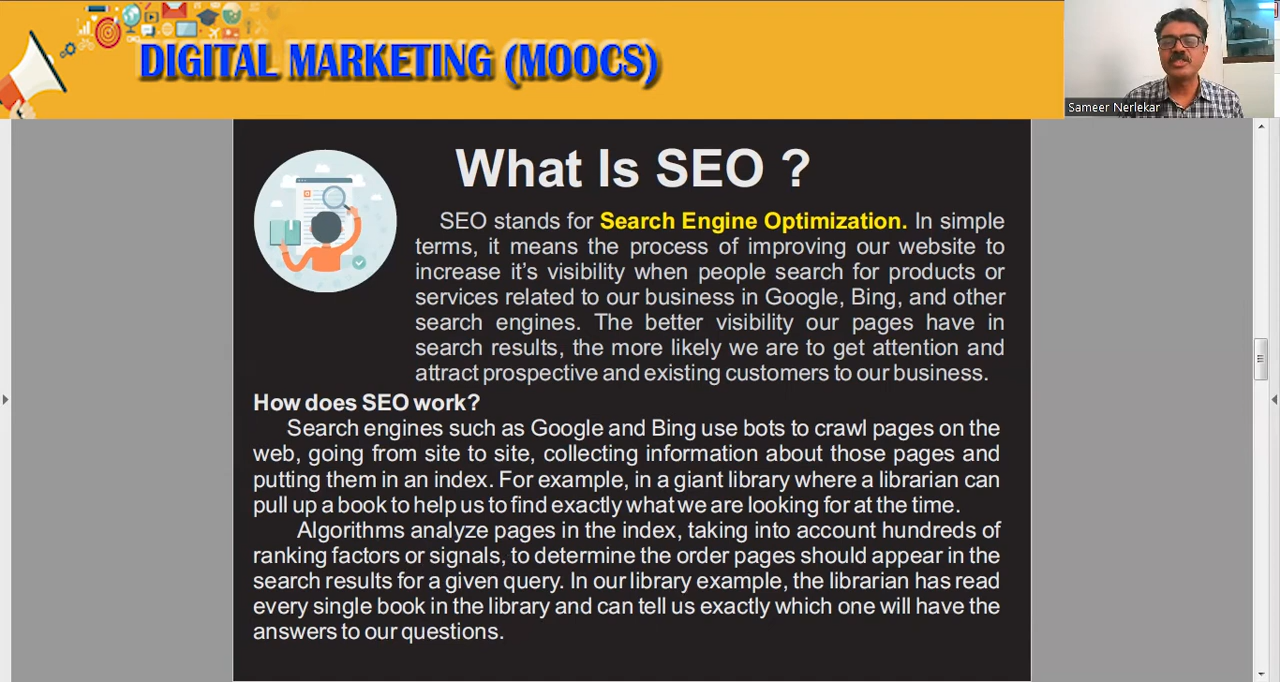 DIGITAL MARKETING (MOOCS)
Sameer Nerlekar
What Is SEO ?
SEO stands for Search Engine Optimization. In simple
terms, it means the process of improving our website to
increase it's visibility when people search for products or
services related to our business in Google, Bing, and other
search engines. The better visibility our pages have in
search results, the more likely we are to get attention and
attract prospective and existing customers to our business.
How does SEO work?
Search engines such as Google and Bing use bots to crawl pages on the
web, going from site to site, collecting information about those pages and
putting them in an index. For example, in a giant library where a librarian can
pull up a book to help us to find exactly what we are looking for at the time.
Algorithms analyze pages in the index, taking into account hundreds of
ranking factors or signals, to determine the order pages should appear in the
search results for a given query. In our library example, the librarian has read
every single book in the library and can tell us exactly which one will have the
answers to our questions.